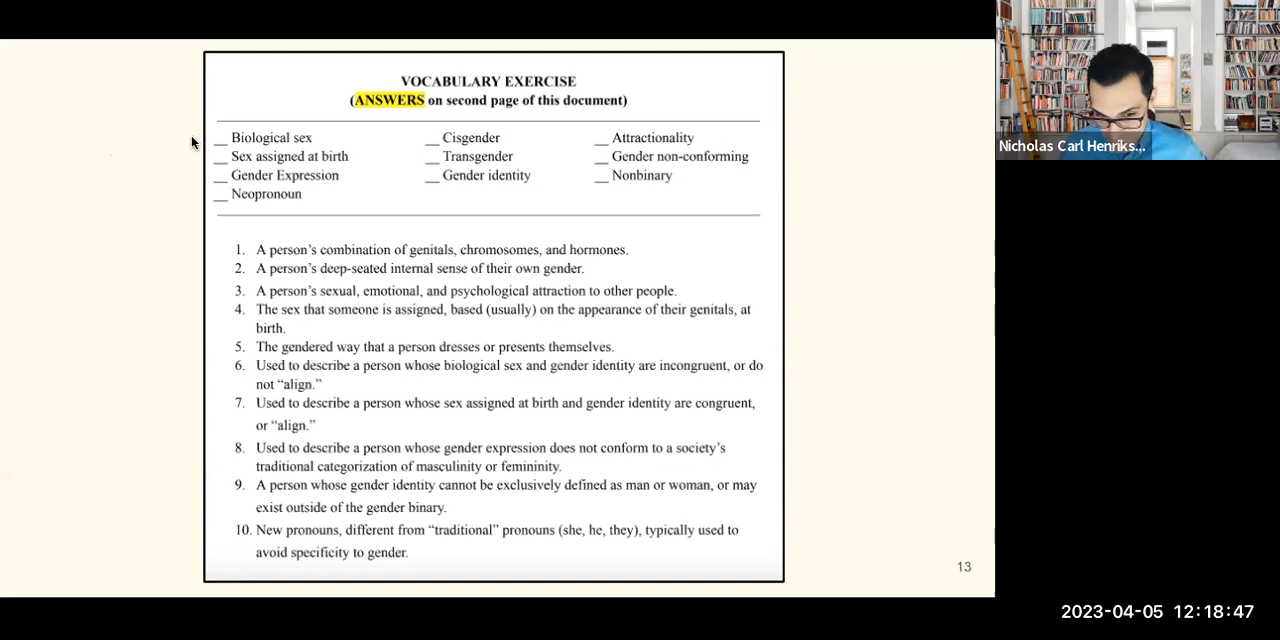 VOCABULARY EXERCISE
(ANSWERS on second page of this document)
__ Biological sex __ Cisgender __ Attractionality
__ Sex assigned at birth __ Transgender __ Gender non-conforming
__ Gender Expression __ Gender identity __ Nonbinary
__ Neopronoun
1. A person's combination of genitals, chromosomes, and hormones.
2. A person's deep-seated internal sense of their own gender.
3. A person's sexual, emotional, and psychological attraction to other people.
4. The sex that someone is assigned, based (usually) on the appearance of their genitals, at
birth.
5. The gendered way that a person dresses or presents themselves.
6. Used to describe a person whose biological sex and gender identity are incongruent, or do
not “align.”
7. Used to describe a person whose sex assigned at birth and gender identity are congruent,
or “align.”
8. Used to describe a person whose gender expression does not conform to a society's
traditional categorization of masculinity or femininity.
9. A person whose gender identity cannot be exclusively defined as man or woman, or may
exist outside of the gender binary.
10. New pronouns, different from “traditional” pronouns (she, he, they), typically used to
avoid specificity to gender.
13
Nicholas Carl Henriks...
2023-04-05 12:18:47